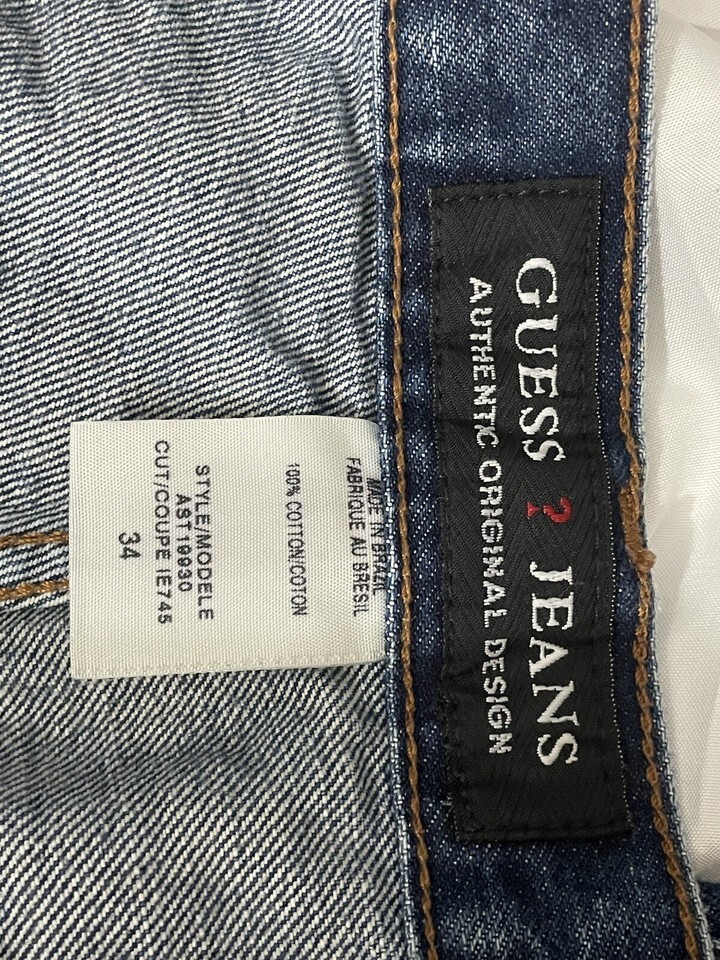 GUESS ? JEANS
AUTHENTIC ORIGINAL DESIGN
MADE IN BRAZIL
FABRIQUE AU BRESIL
100% COTTON/COTON
STYLE/MODELE
AST19930
CUT/COUPE IE745
34